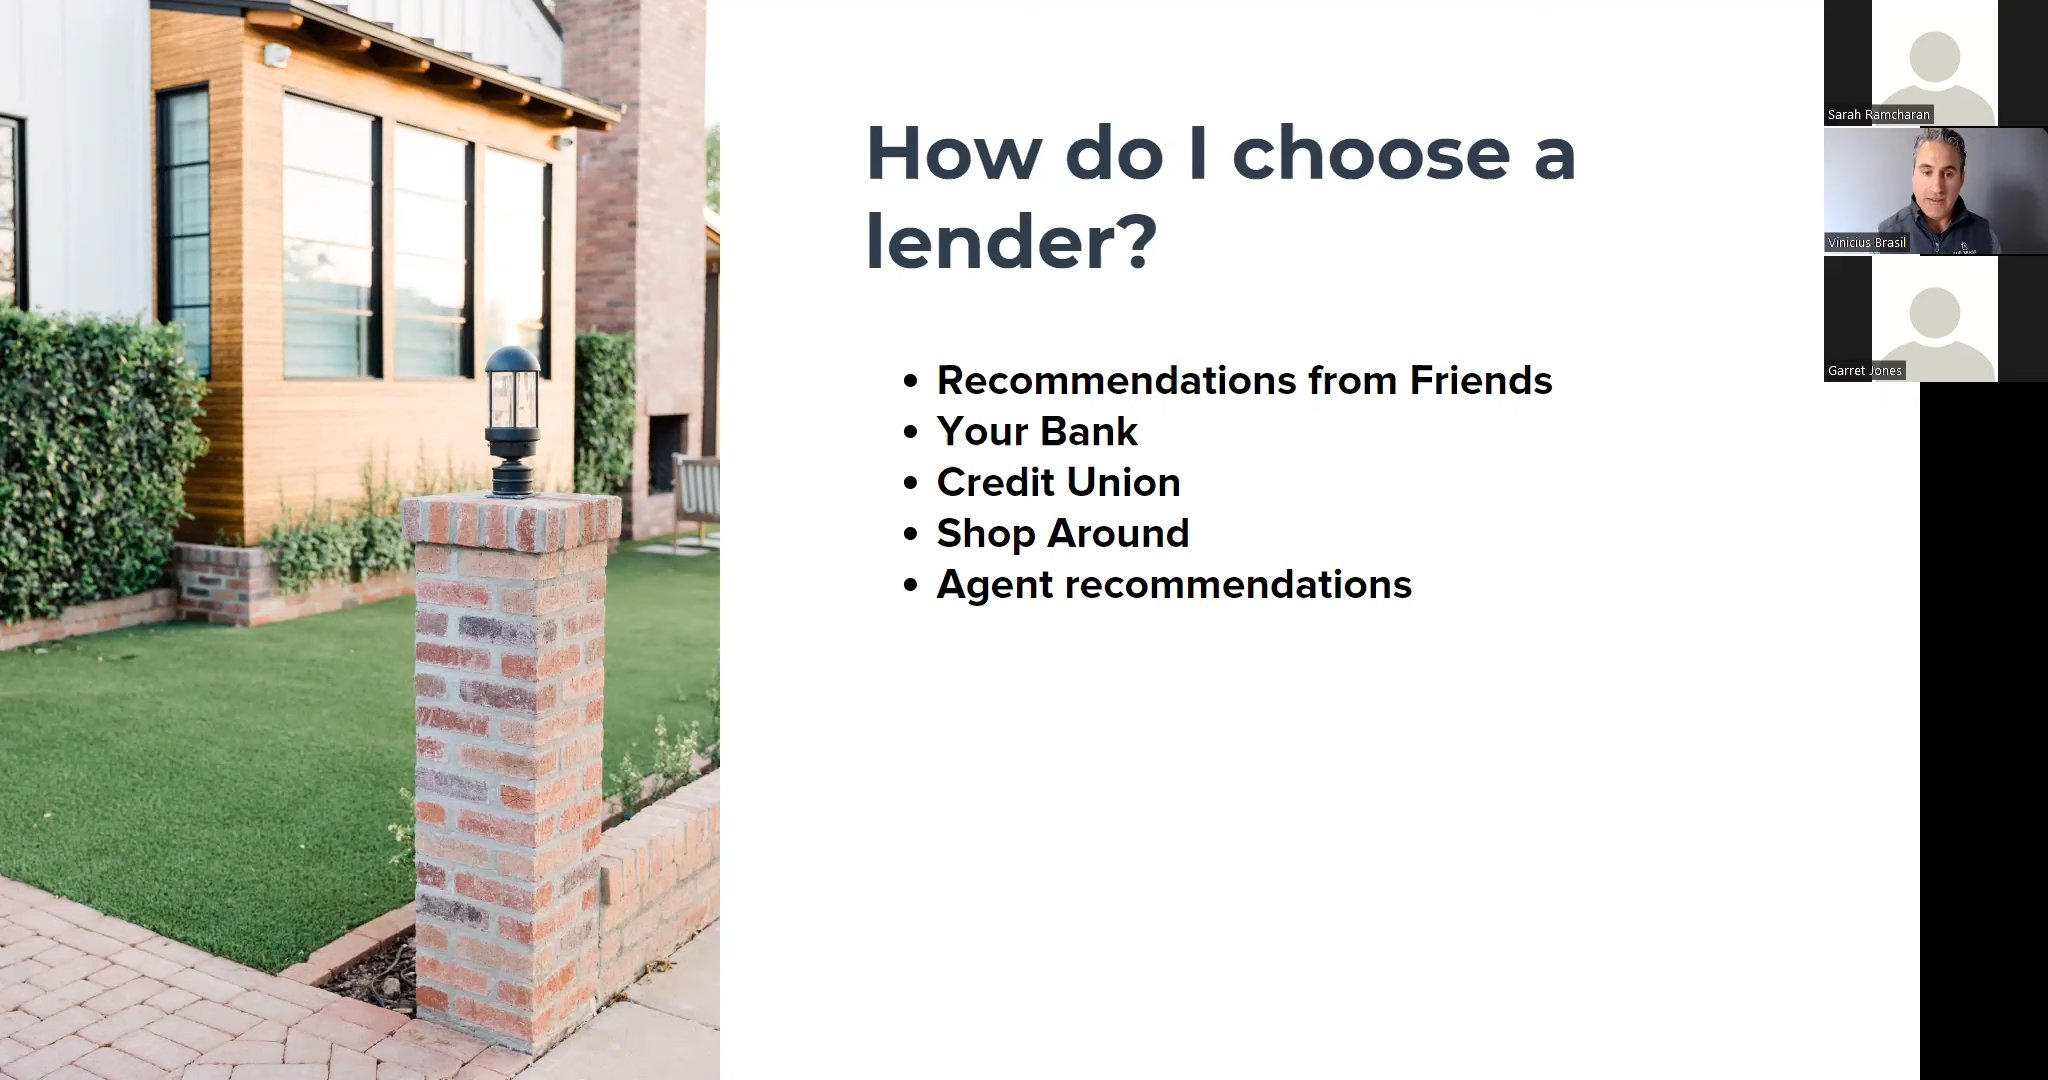 How do I choose a
lender?
Recommendations from Friends
Your Bank
Credit Union
Shop Around
Agent recommendations
Sarah Ramcharan
Vinicius Brasil
Garret Jones